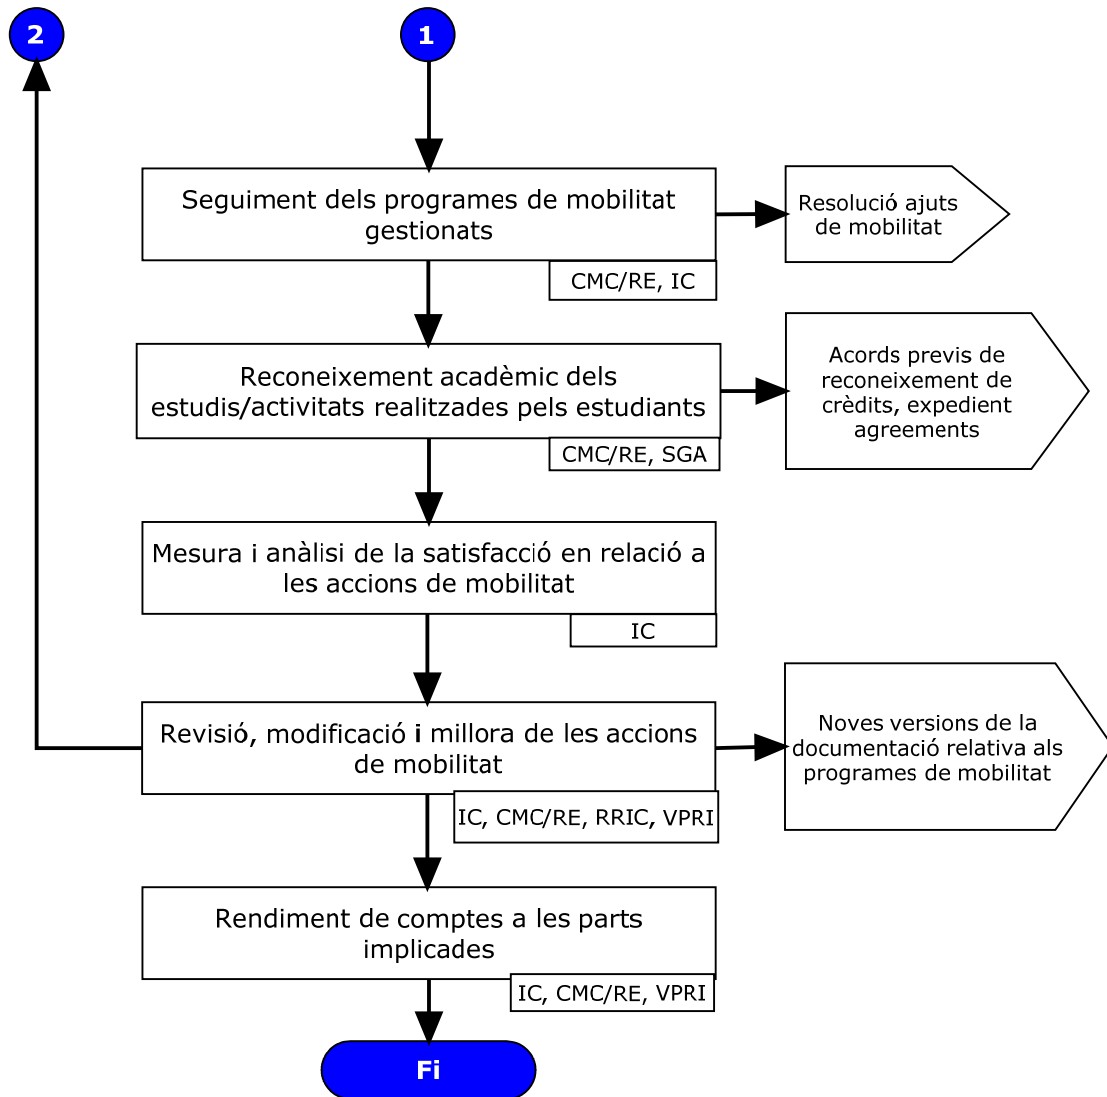 2
1
Seguiment dels programes de mobilitat
gestionats
CMC/RE, IC
Resolució ajuts
de mobilitat
Reconeixement acadèmic dels
estudis/activitats realitzades pels estudiants
CMC/RE, SGA
Acords previs de
reconeixement de
crèdits, expedient
agreements
Mesura i anàlisi de la satisfacció en relació a
les accions de mobilitat
IC
Revisió, modificació i millora de les accions
de mobilitat
IC, CMC/RE, RRIC, VPRI
Noves versions de la
documentació relativa als
programes de mobilitat
Rendiment de comptes a les parts
implicades
IC, CMC/RE, VPRI
Fi